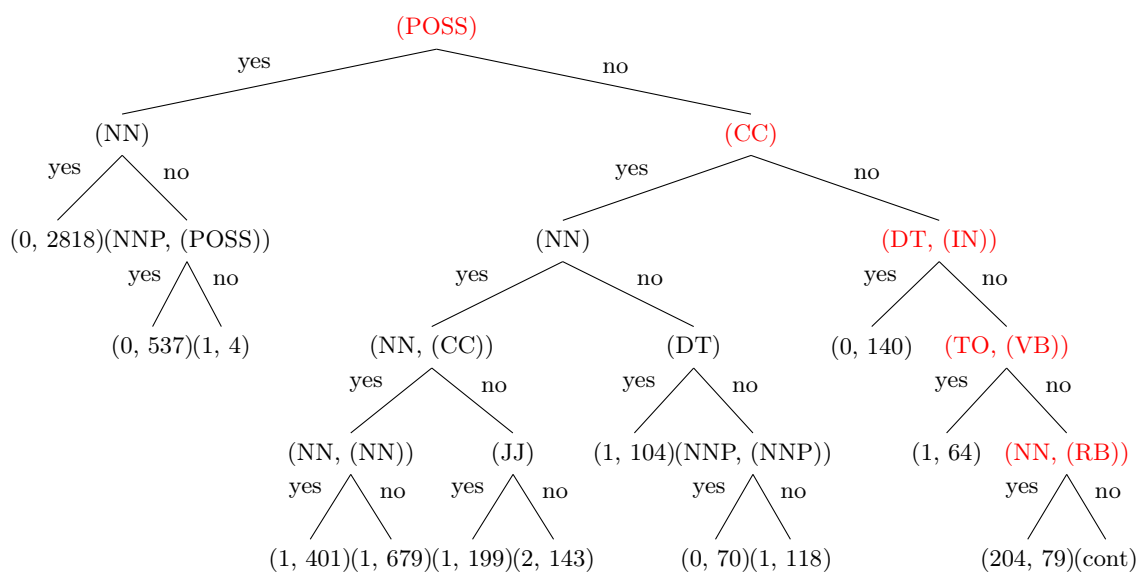 (POSS)
yes no
(NN) (CC)
yes no yes no
(0, 2818)(NNP, (POSS)) (NN) (DT, (IN))
yes no yes no yes no
(0, 537)(1, 4) (NN, (CC)) (DT) (0, 140) (TO, (VB))
yes no yes no yes no
(NN, (NN)) (JJ) (1, 104)(NNP, (NNP)) (1, 64) (NN, (RB))
yes no yes no yes no yes no
(1, 401)(1, 679)(1, 199)(2, 143) (0, 70)(1, 118) (204, 79)(cont)